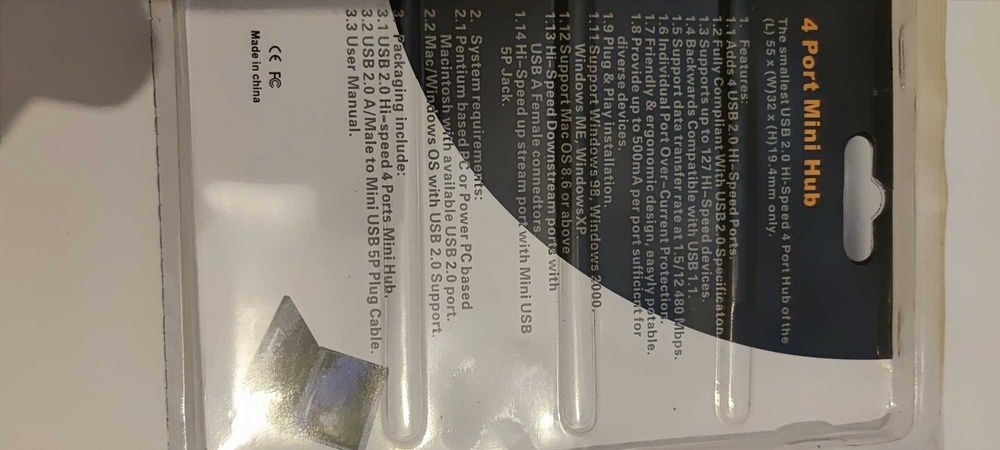 4 Port Mini Hub
The smallest USB 2.0 Hi-Speed 4 Port Hub of the
(L) 55 x (W)32 x (H)19.4mm only.
1. Features:
1.1 Adds 4 USB 2.0 Hi-Speed Ports.
1.2 Fully Compliant With USB 2.0 Specificaton
1.3 Supports up to 127 Hi-Speed devices.
1.4 Backwards Compatible with USB 1.1.
1.5 Support data transfer rate at 1.5/12 480 Mbps.
1.6 Individual Port Over-Current Protection.
1.7 Friendly & ergonomic design, easyly potable.
1.8 Provide up to 500mA per port sufficient for
diverse devices.
1.9 Plug & Play installation.
1.11 Support Windows 98, Windows 2000,
Windows ME, WindowsXP.
1.12 Support Mac OS 8.6 or above
1.13 Hi-Speed Downstream ports with
USB A Female connedtors
1.14 Hi-Speed up stream port with Mini USB
5P Jack.
2. System requirements:
2.1 Pentium based PC or Power PC based
Macintosh with available USB 2.0 port.
2.2 Mac/Windows OS with USB 2.0 Support.
3. Packaging include:
3.1 USB 2.0 Hi-speed 4 Ports Mini Hub.
3.2 USB 2.0 A/Male to Mini USB 5P Plug Cable.
3.3 User Manual.
CE FC
Made in china